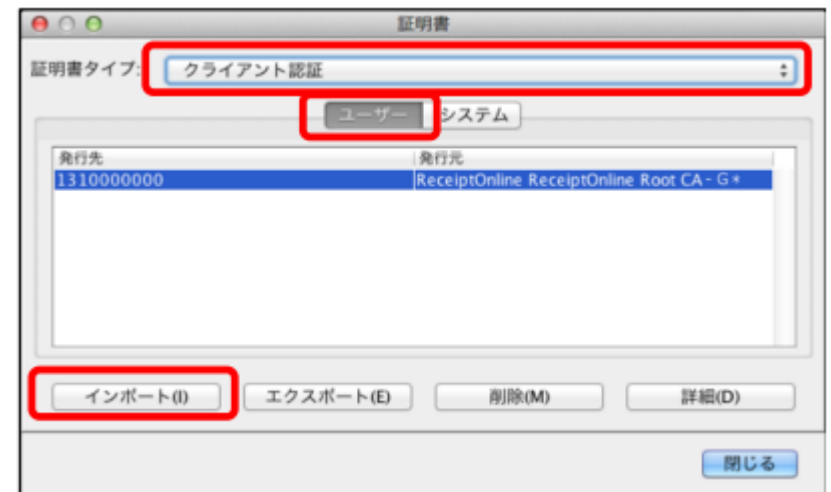 証明書
証明書タイプ: クライアント認証
ユーザー システム
発行先 発行元
1310000000 ReceiptOnline ReceiptOnline Root CA - G*
インポート(I) エクスポート(E) 削除(M) 詳細(D)
閉じる